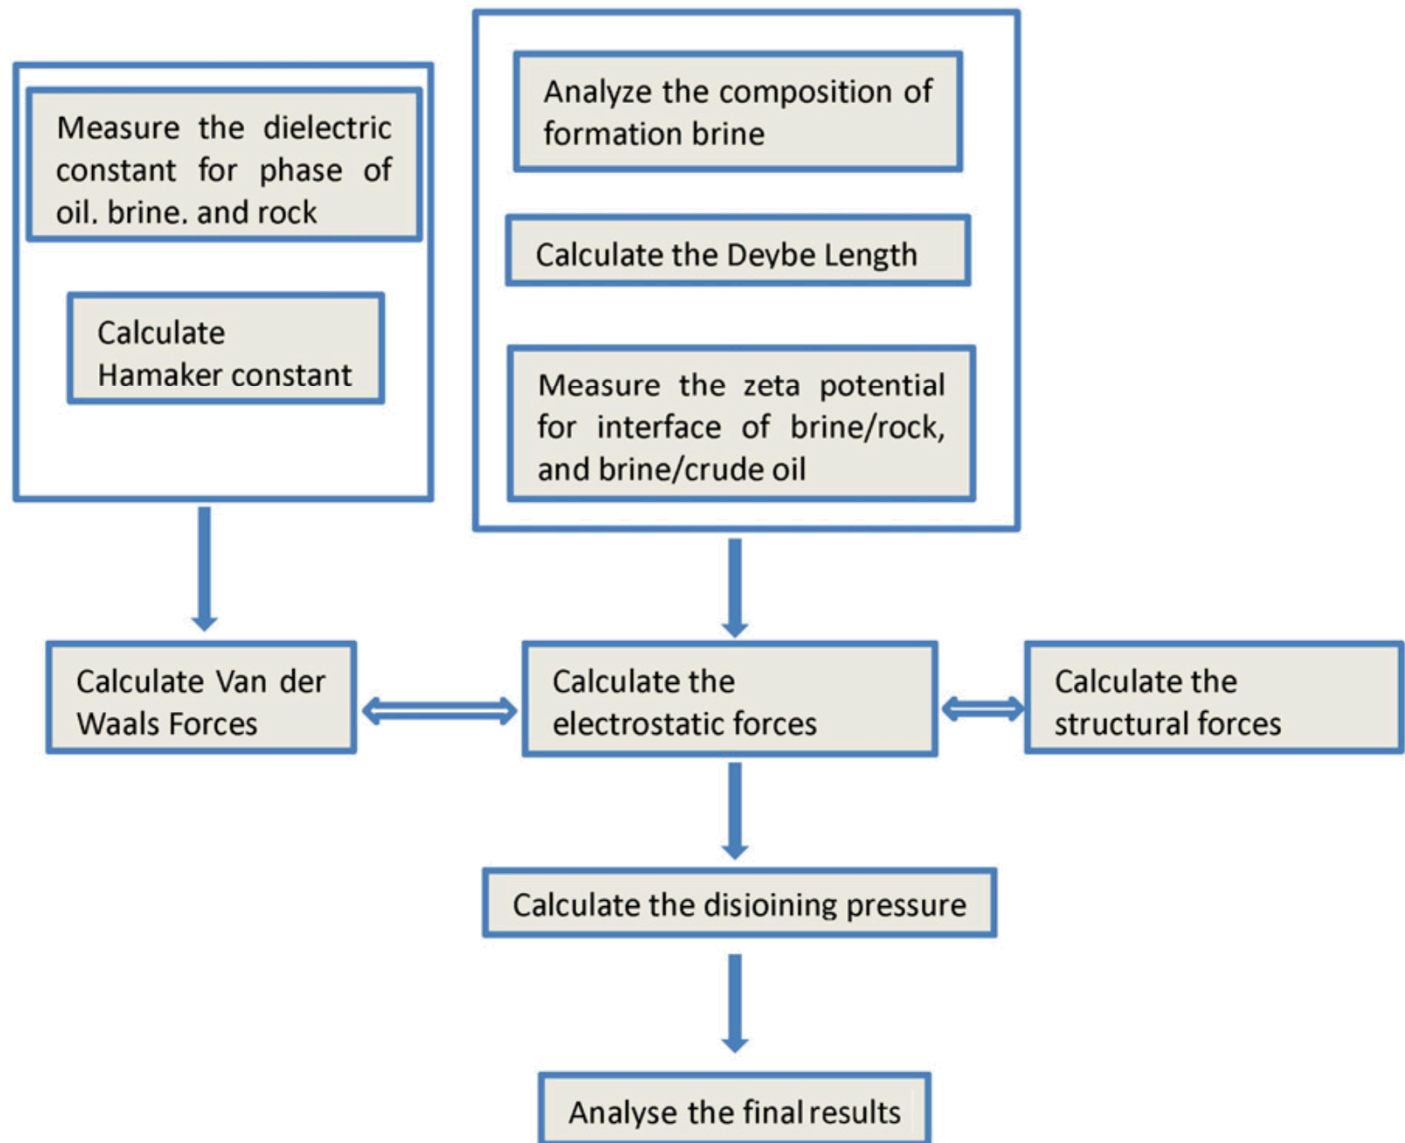 Measure the dielectric
constant for phase of
oil. brine. and rock
Calculate
Hamaker constant
Analyze the composition of
formation brine
Calculate the Deybe Length
Measure the zeta potential
for interface of brine/rock,
and brine/crude oil
Calculate Van der
Waals Forces
Calculate the
electrostatic forces
Calculate the
structural forces
Calculate the disjoining pressure
Analyse the final results